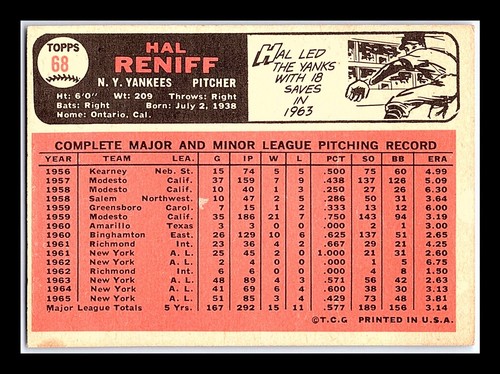 TOPPS
68
HAL
RENIFF
N. Y. YANKEES PITCHER
Ht: 6'0" Wt: 209 Throws: Right
Bats: Right Born: July 2, 1938
Home: Ontario, Cal.
HAL LED
THE YANKS
WITH 18
SAVES
IN
1963
COMPLETE MAJOR AND MINOR LEAGUE PITCHING RECORD
YEAR TEAM LEA. G IP W L PCT SO BB ERA
1956 Kearney Neb. St. 15 74 5 5 .500 75 60 4.99
1957 Modesto Calif. 37 159 7 9 .438 137 126 5.09
1958 Modesto Calif. 10 40 1 3 .250 27 26 6.30
1958 Salem Northwest. 10 47 2 5 .286 50 31 3.64
1959 Greensboro Carol. 7 15 1 2 .333 13 12 6.00
1959 Modesto Calif. 35 186 21 7 .750 143 94 3.19
1960 Amarillo Texas 3 3 0 0 .000 2 1 3.00
1960 Binghamton East. 26 129 10 6 .625 137 51 2.65
1961 Richmond Int. 23 36 4 2 .667 29 21 4.25
1961 New York A. L. 25 45 2 0 1.000 21 31 2.60
1962 New York A. L. 2 4 0 0 .000 1 5 6.75
1962 Richmond Int. 6 6 0 0 .000 4 8 1.50
1963 New York A. L. 48 89 4 3 .571 56 42 2.63
1964 New York A. L. 41 69 6 4 .600 38 30 3.13
1965 New York A. L. 51 85 3 4 .429 73 48 3.81
Major League Totals 5 Yrs. 167 292 15 11 .577 189 156 3.14
©T.C.G PRINTED IN U.S.A.